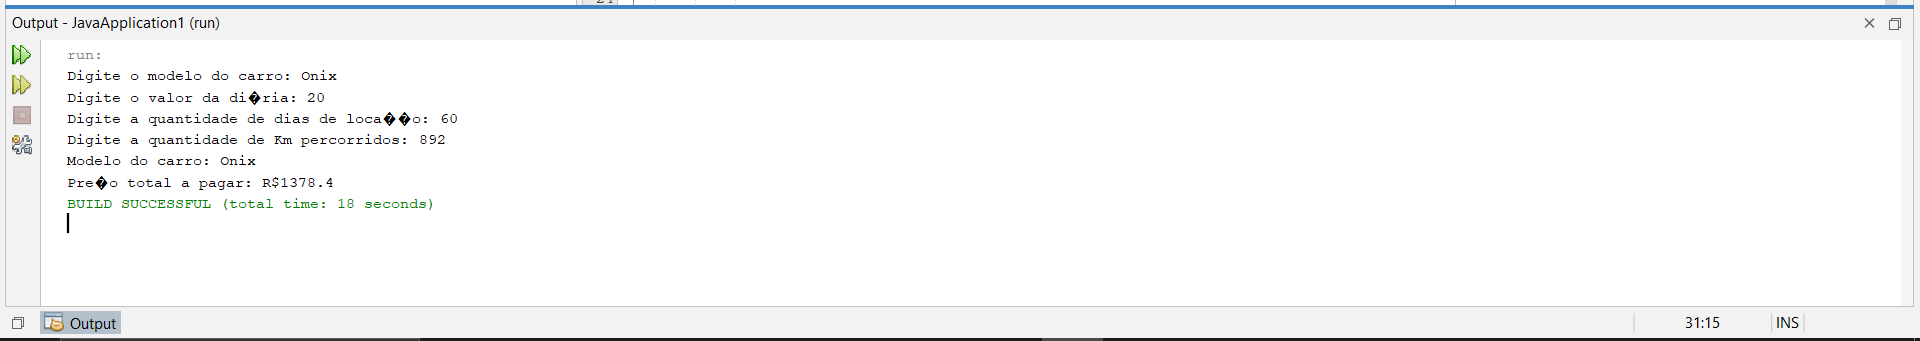 Output - JavaApplication1 (run)
run:
Digite o modelo do carro: Onix
Digite o valor da di�ria: 20
Digite a quantidade de dias de loca��o: 60
Digite a quantidade de Km percorridos: 892
Modelo do carro: Onix
Pre�o total a pagar: R$1378.4
BUILD SUCCESSFUL (total time: 18 seconds)
Output
31:15
INS